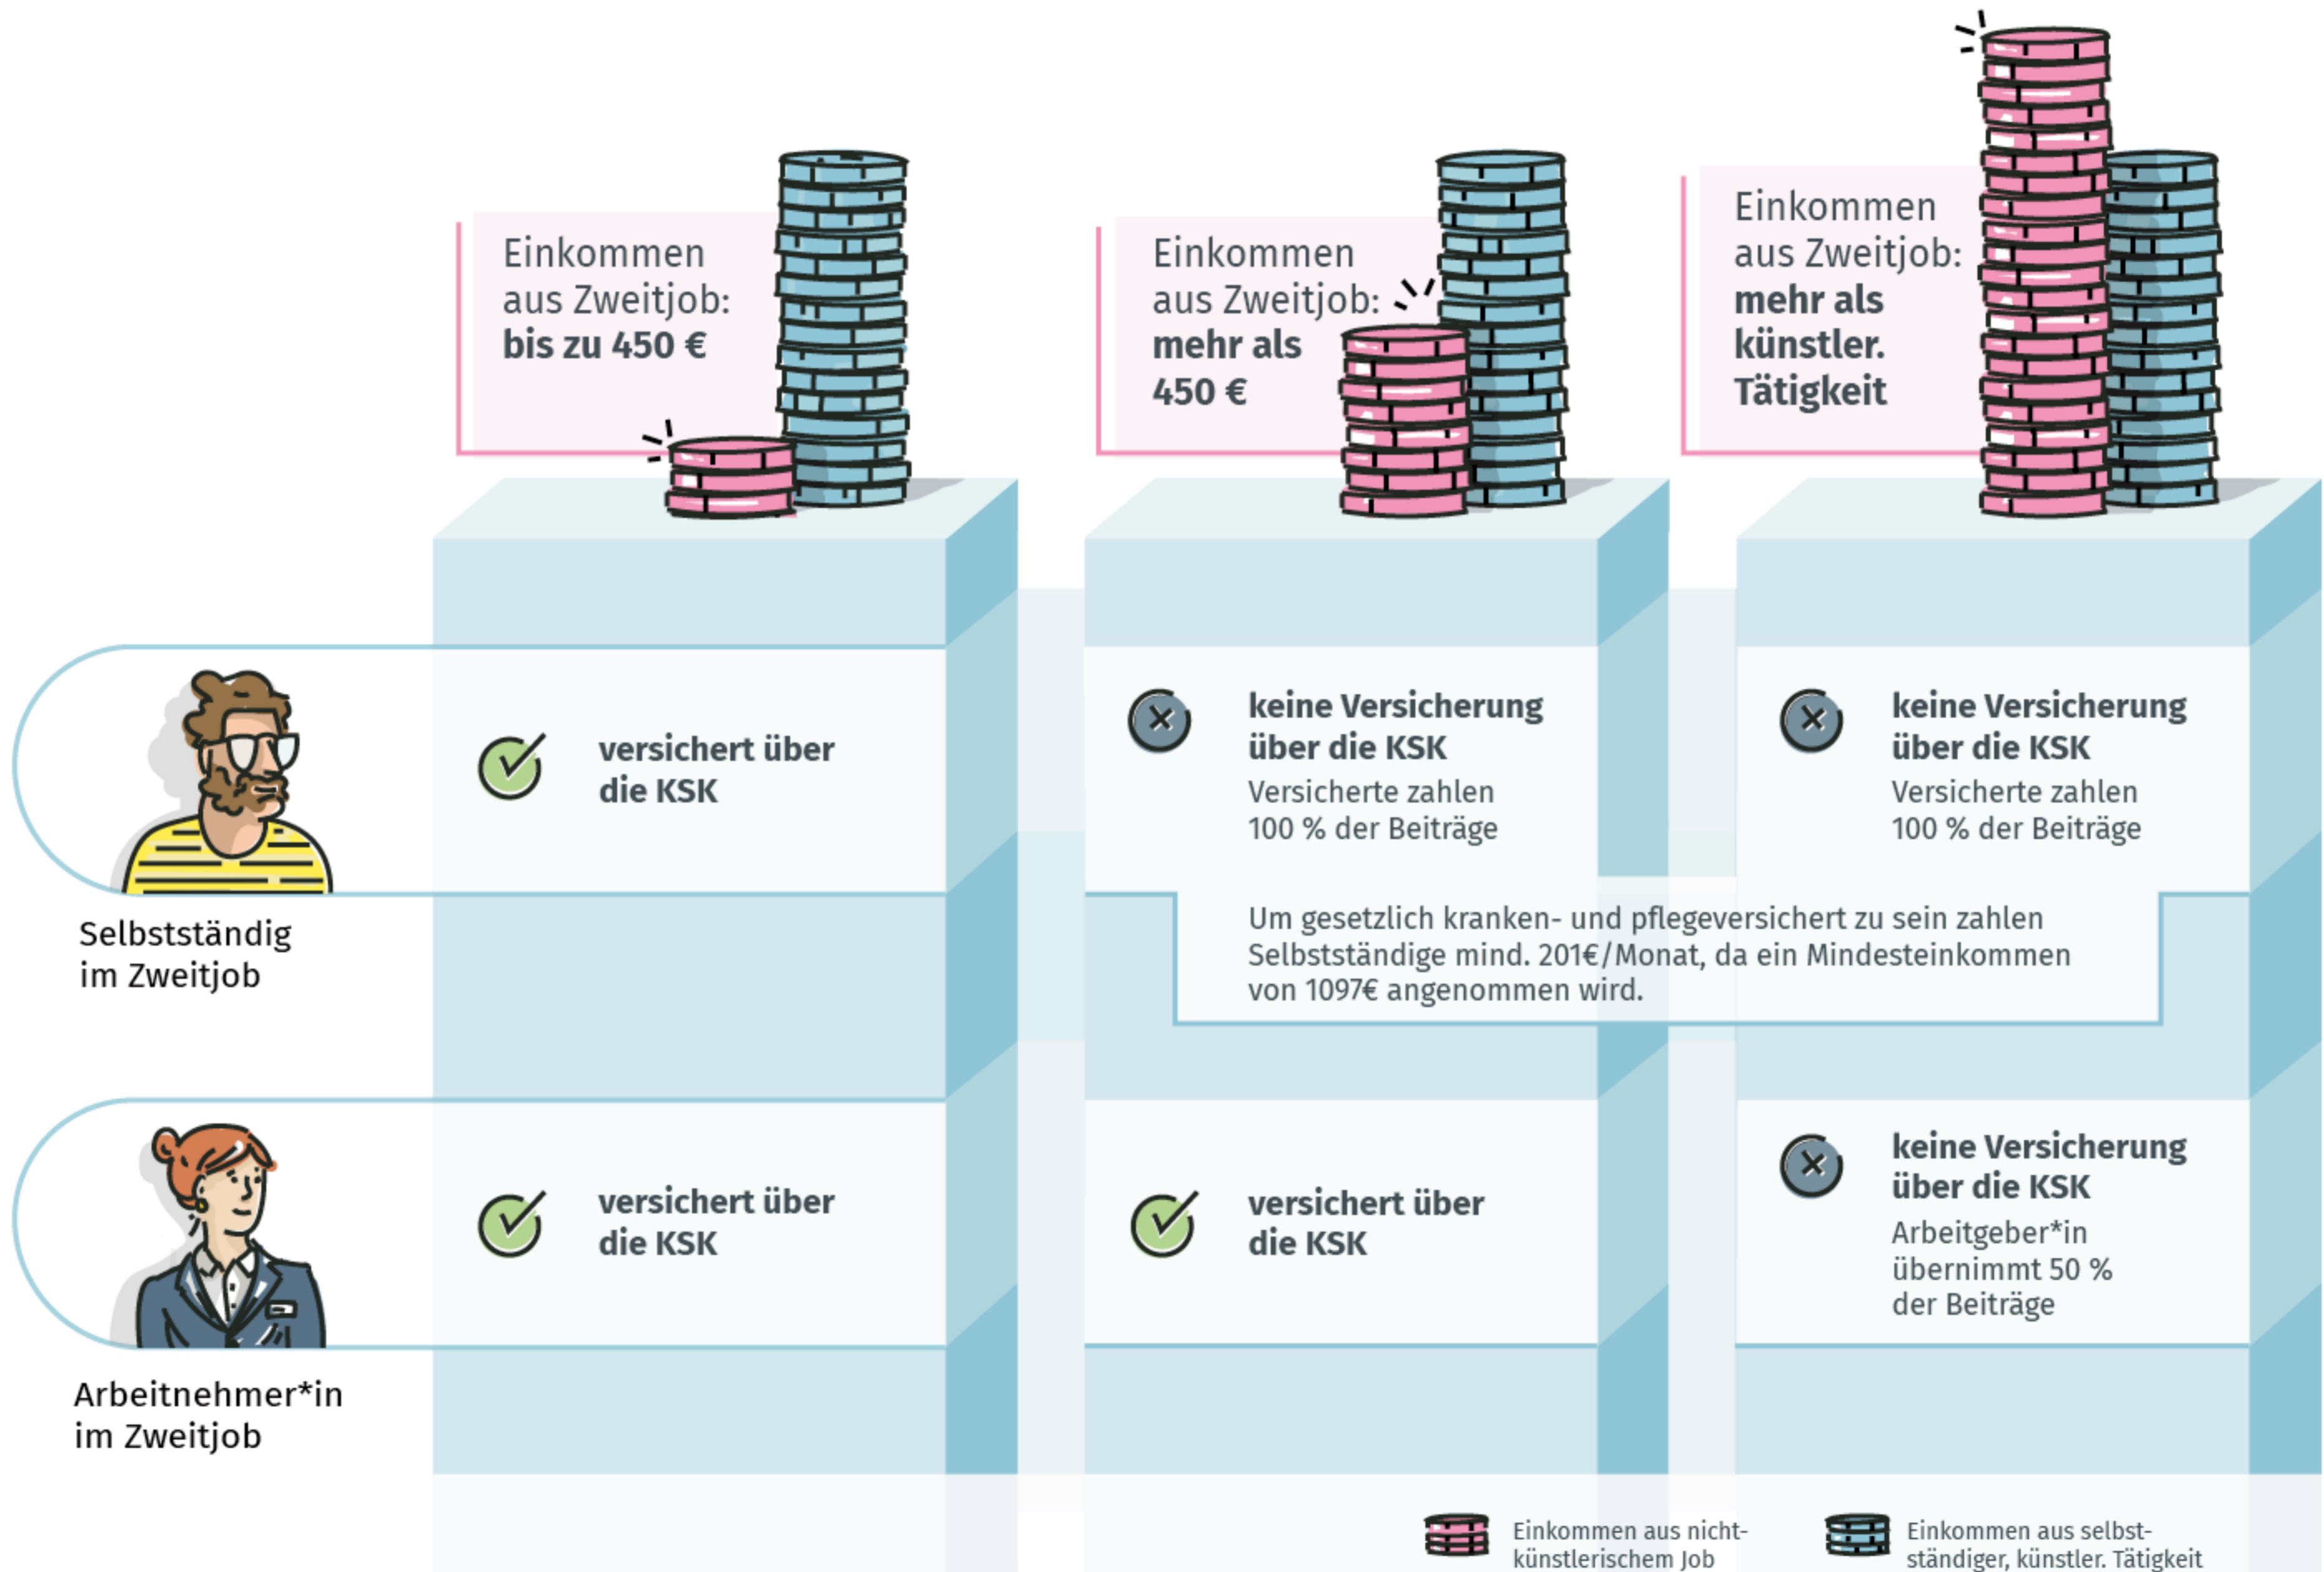 Einkommen
aus Zweitjob:
bis zu 450 €
Einkommen
aus Zweitjob:
mehr als
450 €
Einkommen
aus Zweitjob:
mehr als
künstler.
Tätigkeit
Selbstständig
im Zweitjob
versichert über
die KSK
keine Versicherung
über die KSK
Versicherte zahlen
100 % der Beiträge
keine Versicherung
über die KSK
Versicherte zahlen
100 % der Beiträge
Um gesetzlich kranken- und pflegeversichert zu sein zahlen
Selbstständige mind. 201€/Monat, da ein Mindesteinkommen
von 1097€ angenommen wird.
Arbeitnehmer*in
im Zweitjob
versichert über
die KSK
versichert über
die KSK
keine Versicherung
über die KSK
Arbeitgeber*in
übernimmt 50 %
der Beiträge
Einkommen aus nicht-
künstlerischem Job
Einkommen aus selbst-
ständiger, künstler. Tätigkeit